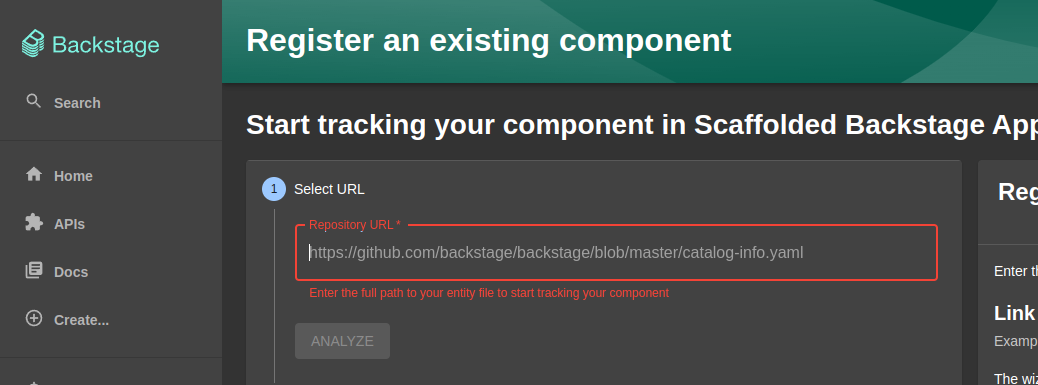 Backstage
Search
Home
APIs
Docs
Create...
Register an existing component
Start tracking your component in Scaffolded Backstage App
1 Select URL
Repository URL *
https://github.com/backstage/backstage/blob/master/catalog-info.yaml
Enter the full path to your entity file to start tracking your component
ANALYZE
Reg
Enter th
Link
Examp
The wiz